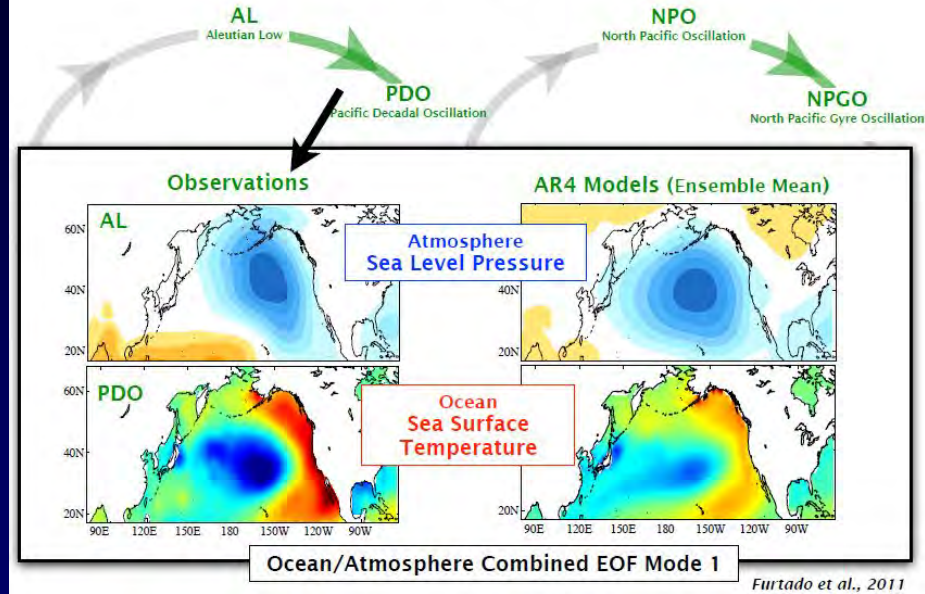 AL
Aleutian Low
NPO
North Pacific Oscillation
PDO
Pacific Decadal Oscillation
NPGO
North Pacific Gyre Oscillation
Observations
AR4 Models (Ensemble Mean)
AL
60N
40N
20N
Atmosphere
Sea Level Pressure
60N
40N
20N
PDO
60N
40N
20N
90E 120E 150E 180 150W 120W 90W
Ocean
Sea Surface
Temperature
60N
40N
20N
90E 120E 150E 180 150W 120W 90W
Ocean/Atmosphere Combined EOF Mode 1
Furtado et al., 2011